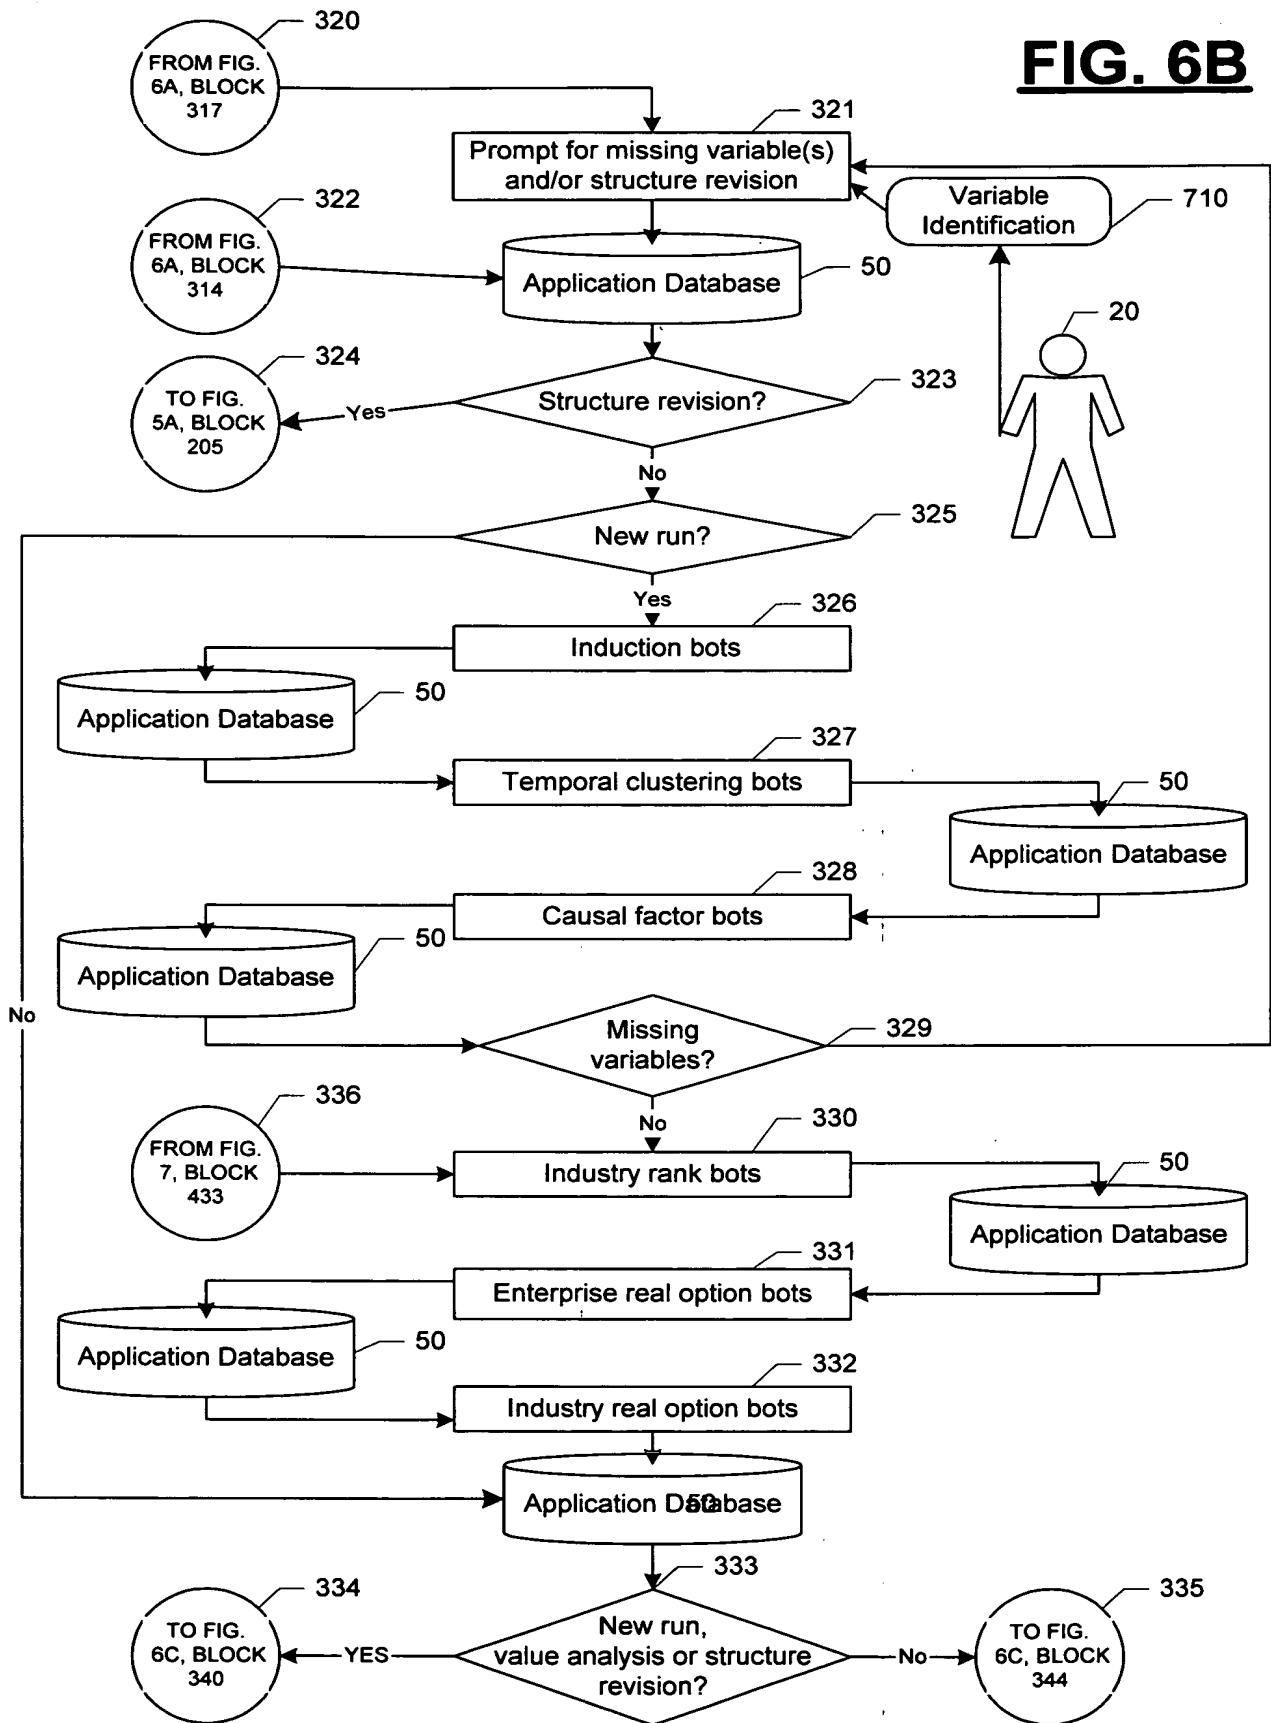 320
FROM FIG.
6A, BLOCK
317
FIG. 6B
321
Prompt for missing variable(s)
and/or structure revision
322
FROM FIG.
6A, BLOCK
314
Variable
Identification
710
Application Database
50
20
324
TO FIG.
5A, BLOCK
205
Yes
Structure revision?
323
No
New run?
325
Yes
326
Induction bots
Application Database
50
327
Temporal clustering bots
50
Application Database
328
Causal factor bots
Application Database
50
No
Missing
variables?
329
336
FROM FIG.
7, BLOCK
433
No
330
Industry rank bots
50
Application Database
331
Enterprise real option bots
Application Database
50
332
Industry real option bots
Application Database
50
333
334
TO FIG.
6C, BLOCK
340
YES
New run,
value analysis or structure
revision?
No
335
TO FIG.
6C, BLOCK
344